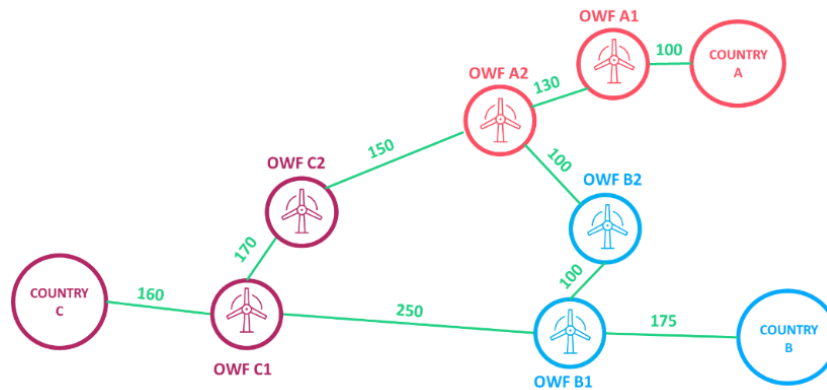 OWF A1
100
COUNTRY
A
OWF A2
130
150
100
OWF C2
OWF B2
170
100
COUNTRY
C
160
250
175
COUNTRY
B
OWF C1
OWF B1